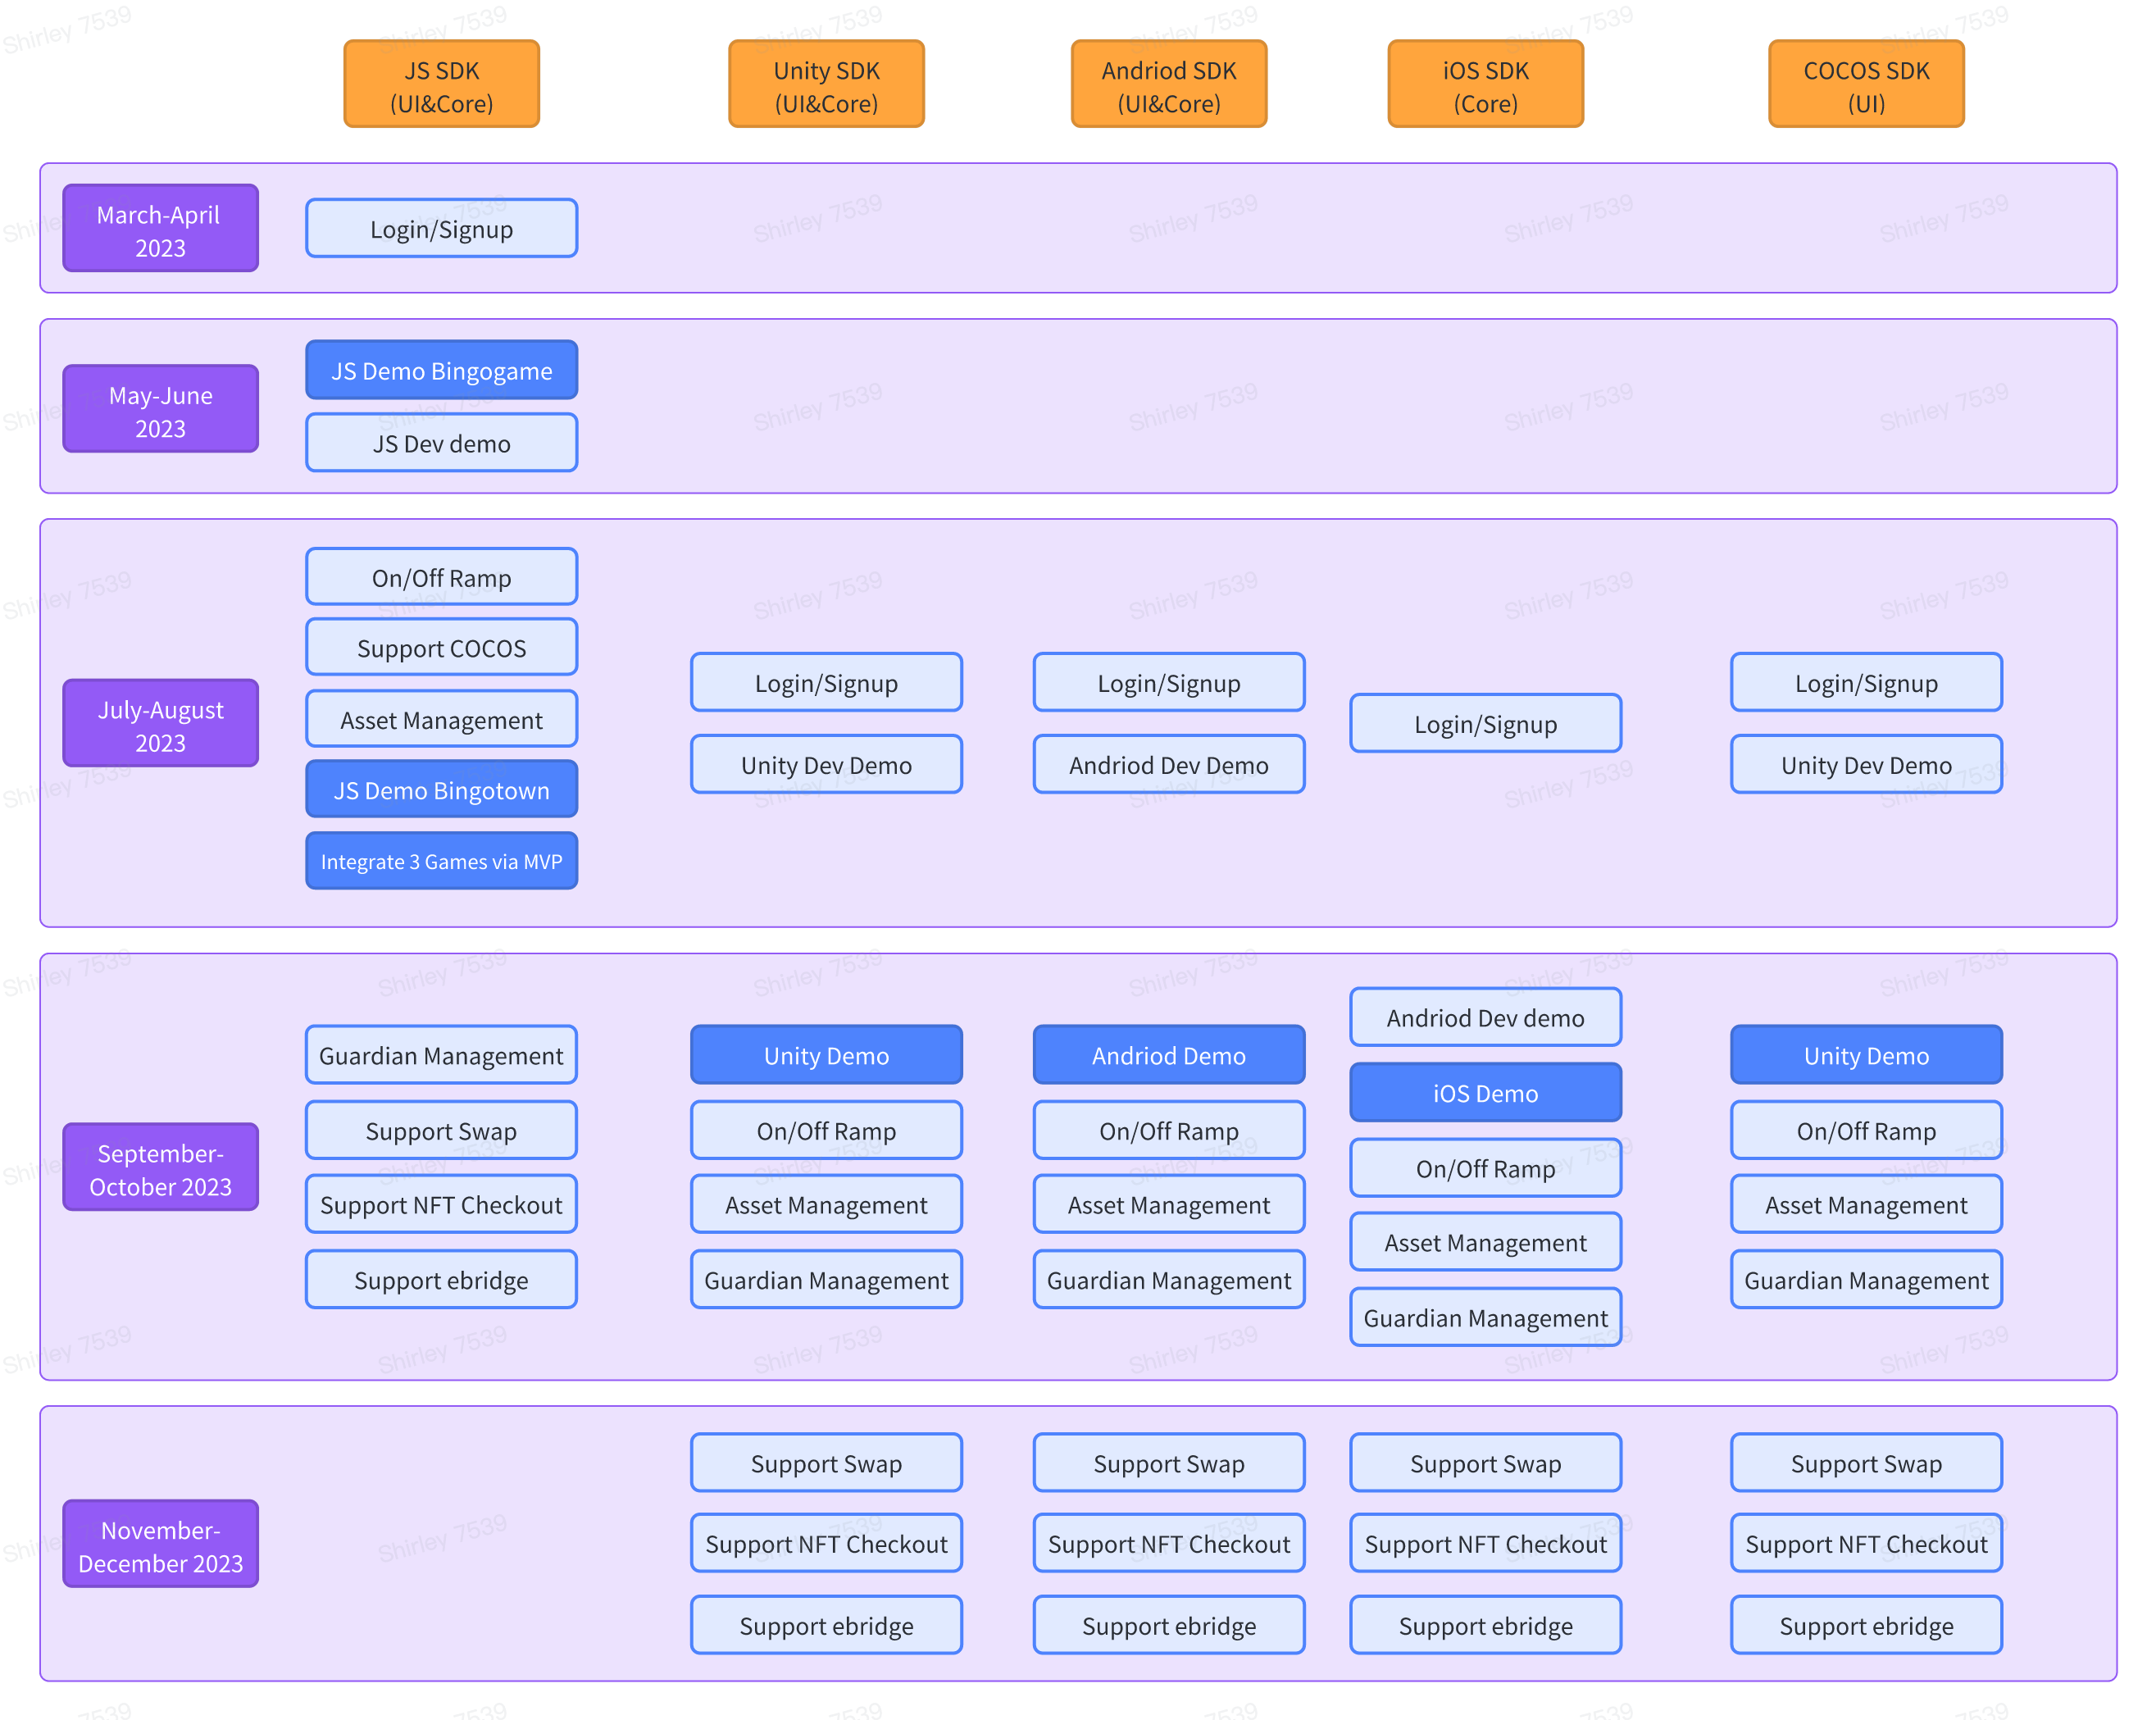 JS SDK
(UI&Core)
Unity SDK
(UI&Core)
Andriod SDK
(UI&Core)
iOS SDK
(Core)
COCOS SDK
(UI)
March-April
2023
Login/Signup
May-June
2023
JS Demo Bingogame
JS Dev demo
July-August
2023
On/Off Ramp
Support COCOS
Asset Management
JS Demo Bingotown
Integrate 3 Games via MVP
Login/Signup
Unity Dev Demo
Login/Signup
Andriod Dev Demo
Login/Signup
Login/Signup
Unity Dev Demo
September-
October 2023
Guardian Management
Support Swap
Support NFT Checkout
Support ebridge
Unity Demo
On/Off Ramp
Asset Management
Guardian Management
Andriod Demo
On/Off Ramp
Asset Management
Guardian Management
Andriod Dev demo
iOS Demo
On/Off Ramp
Asset Management
Guardian Management
Unity Demo
On/Off Ramp
Asset Management
Guardian Management
November-
December 2023
Support Swap
Support NFT Checkout
Support ebridge
Support Swap
Support NFT Checkout
Support ebridge
Support Swap
Support NFT Checkout
Support ebridge
Support Swap
Support NFT Checkout
Support ebridge
Shirley 7539